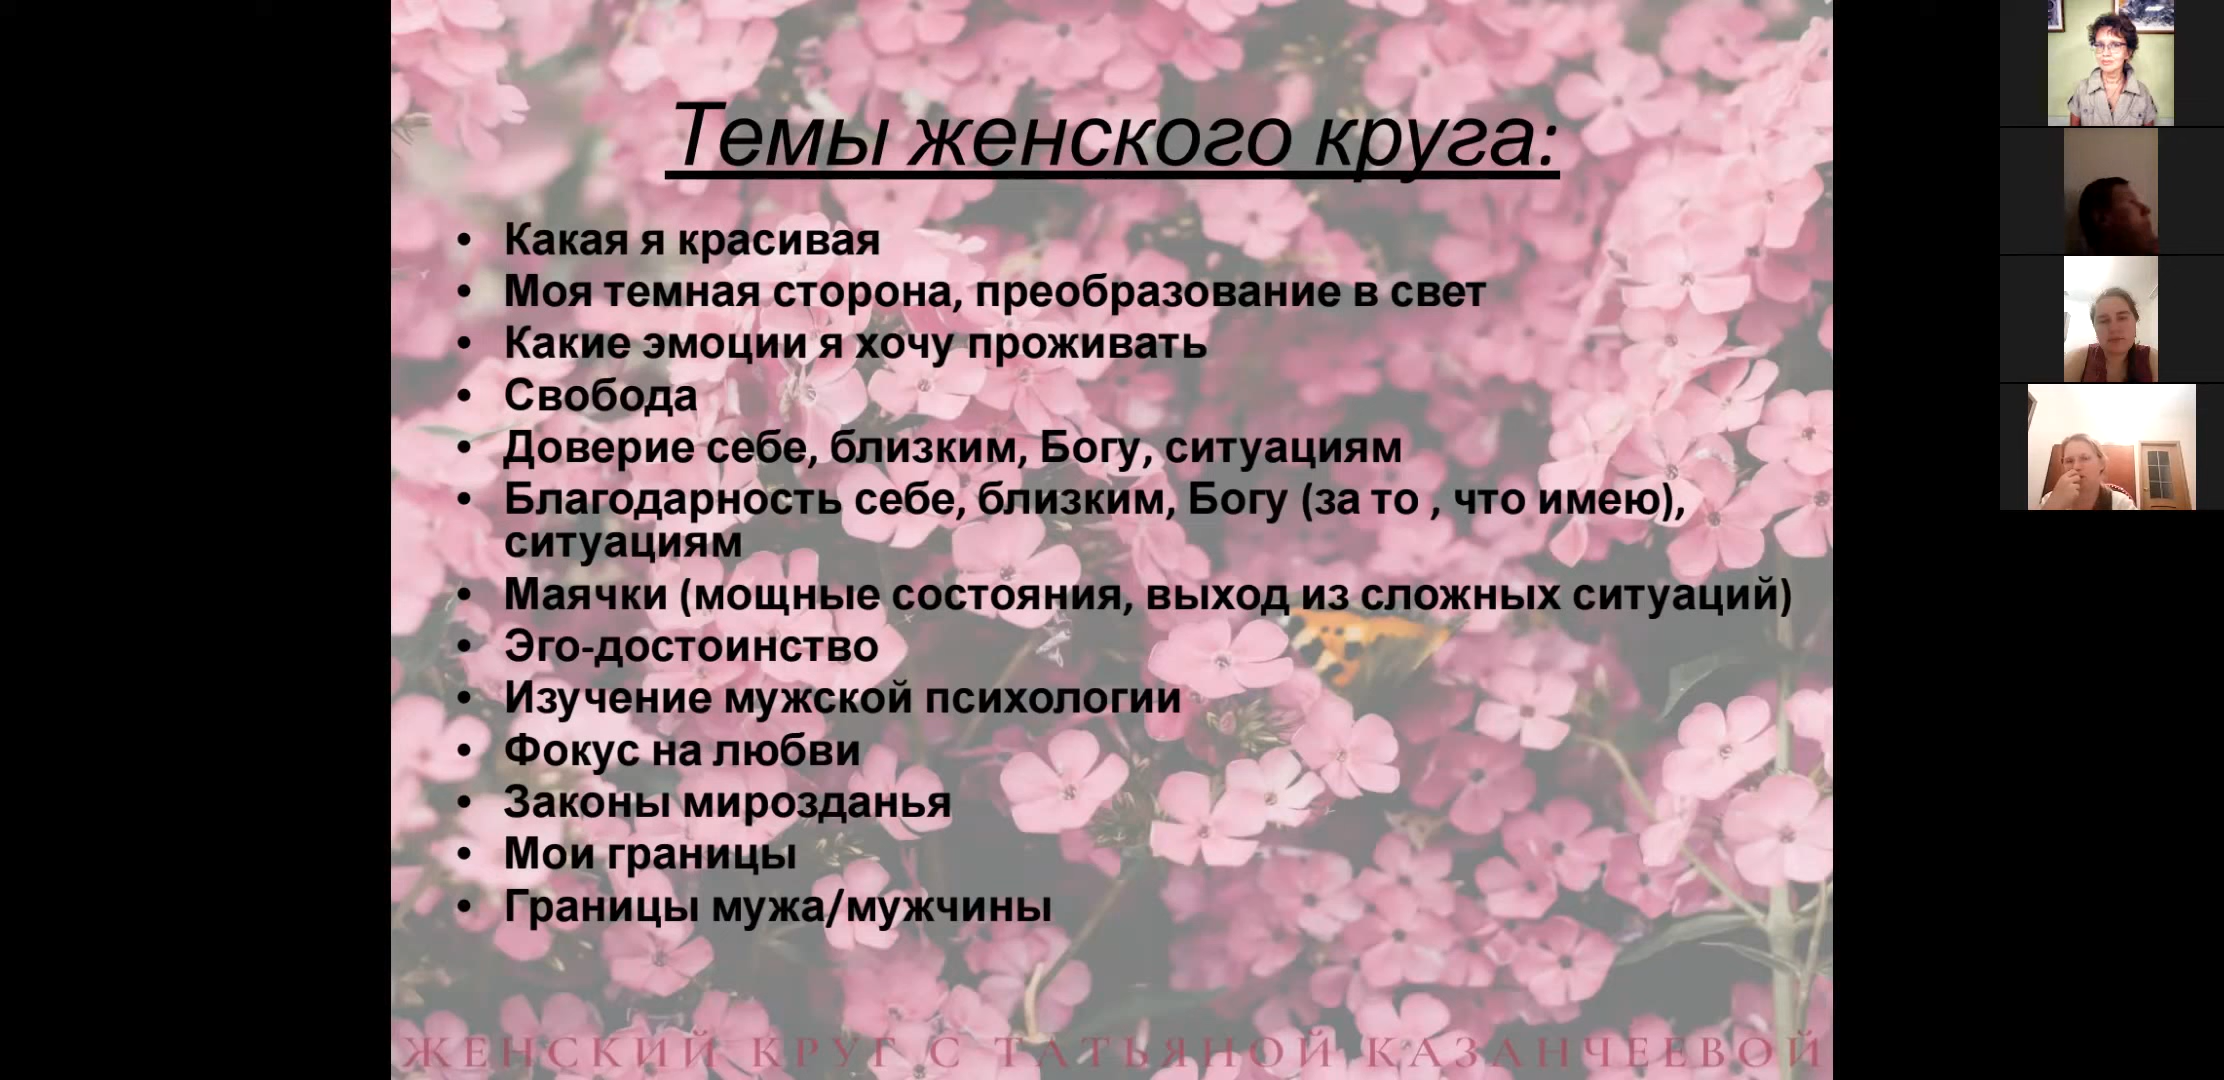 Темы женского круга:
• Какая я красивая
• Моя темная сторона, преобразование в свет
• Какие эмоции я хочу проживать
• Свобода
• Доверие себе, близким, Богу, ситуациям
• Благодарность себе, близким, Богу (за то , что имею),
ситуациям
• Маячки (мощные состояния, выход из сложных ситуаций)
• Эго-достоинство
• Изучение мужской психологии
• Фокус на любви
• Законы мирозданья
• Мои границы
• Границы мужа/мужчины
ЖЕНСКИЙ КРУГ С ТАТЬЯНОЙ КАЗАНЧЕЕВОЙ